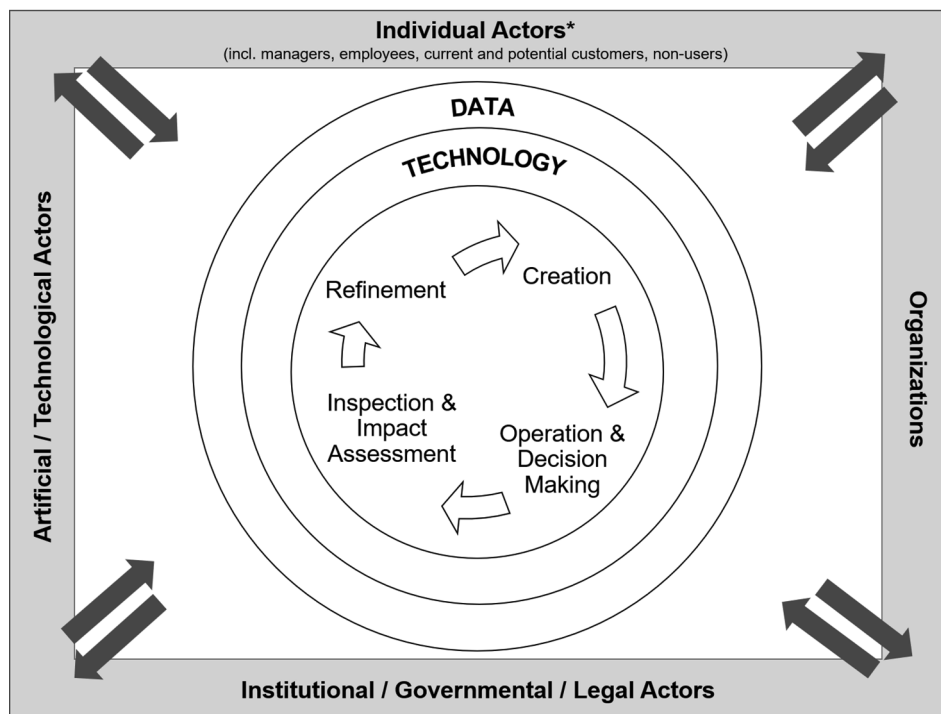 Individual Actors*
(incl. managers, employees, current and potential customers, non-users)
DATA
TECHNOLOGY
Refinement
Creation
Inspection &
Impact
Assessment
Operation &
Decision
Making
Artificial / Technological Actors
Organizations
Institutional / Governmental / Legal Actors